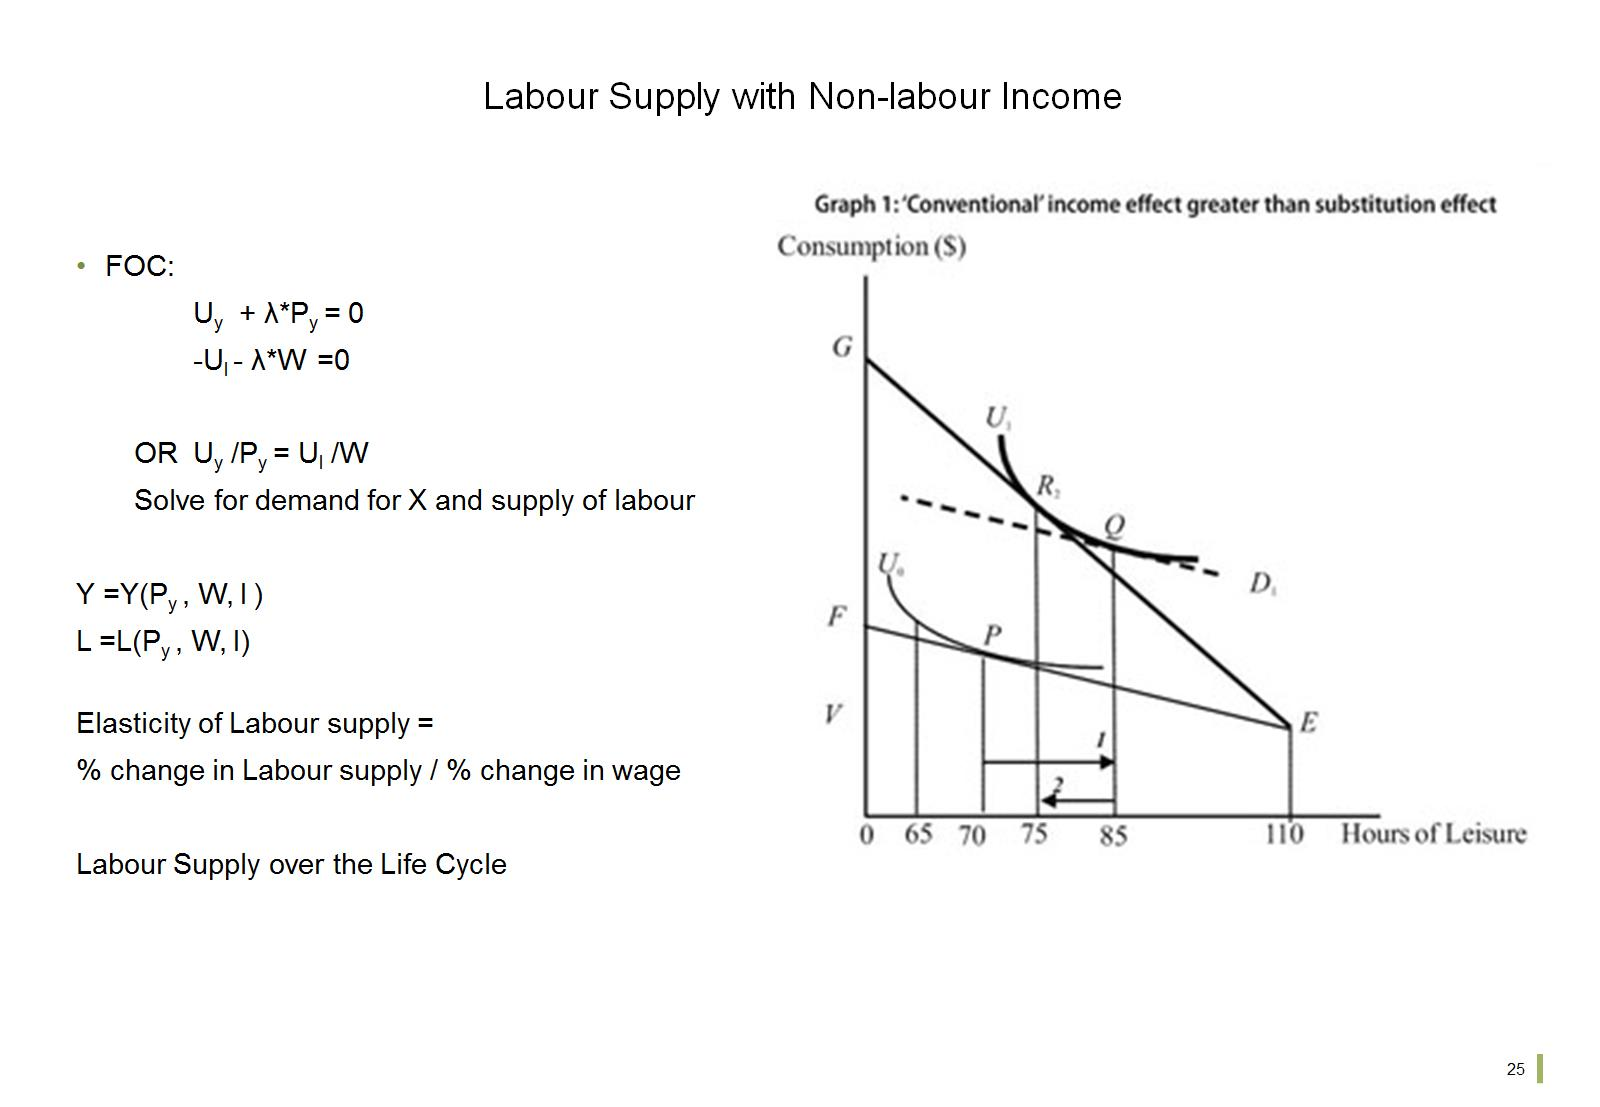 Labour Supply with Non-labour Income
• FOC:
Uy + λ*Py = 0
-Ul - λ*W =0
OR Uy /Py = Ul /W
Solve for demand for X and supply of labour
Y =Y(Py , W, I )
L =L(Py , W, I)
Elasticity of Labour supply =
% change in Labour supply / % change in wage
Labour Supply over the Life Cycle
Graph 1: ‘Conventional’ income effect greater than substitution effect
Consumption ($)
G
U1
R2
Q
U0
D1
F
P
V
E
1
2
0 65 70 75 85 110 Hours of Leisure
25